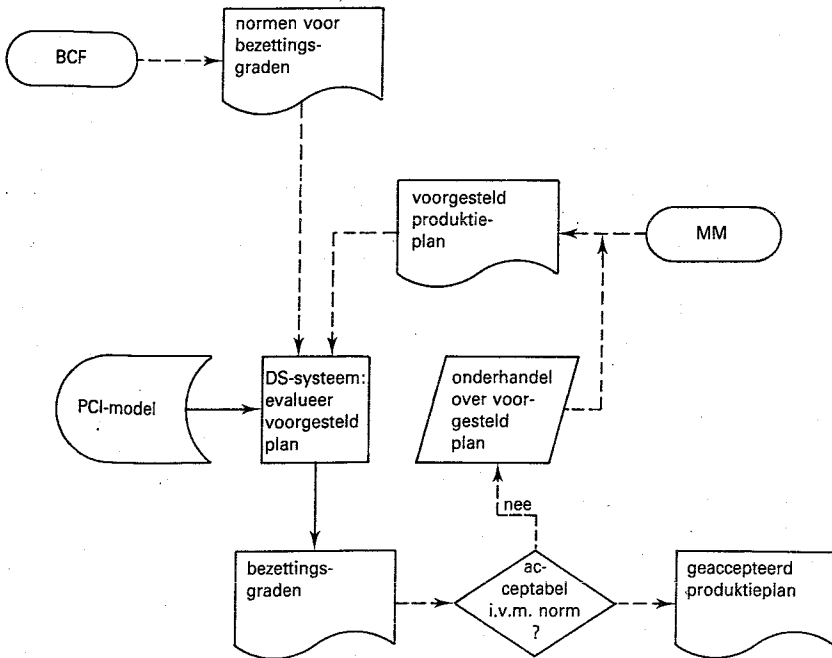 normen voor
bezettings-
graden
BCF
voorgesteld
produktie-
plan
MM
DS-systeem:
evalueer
voorgesteld
plan
PCI-model
onderhandel
over voor-
gesteld
plan
nee
bezettings-
graden
ac-
ceptabel
i.v.m. norm
?
geaccepteerd
produktieplan